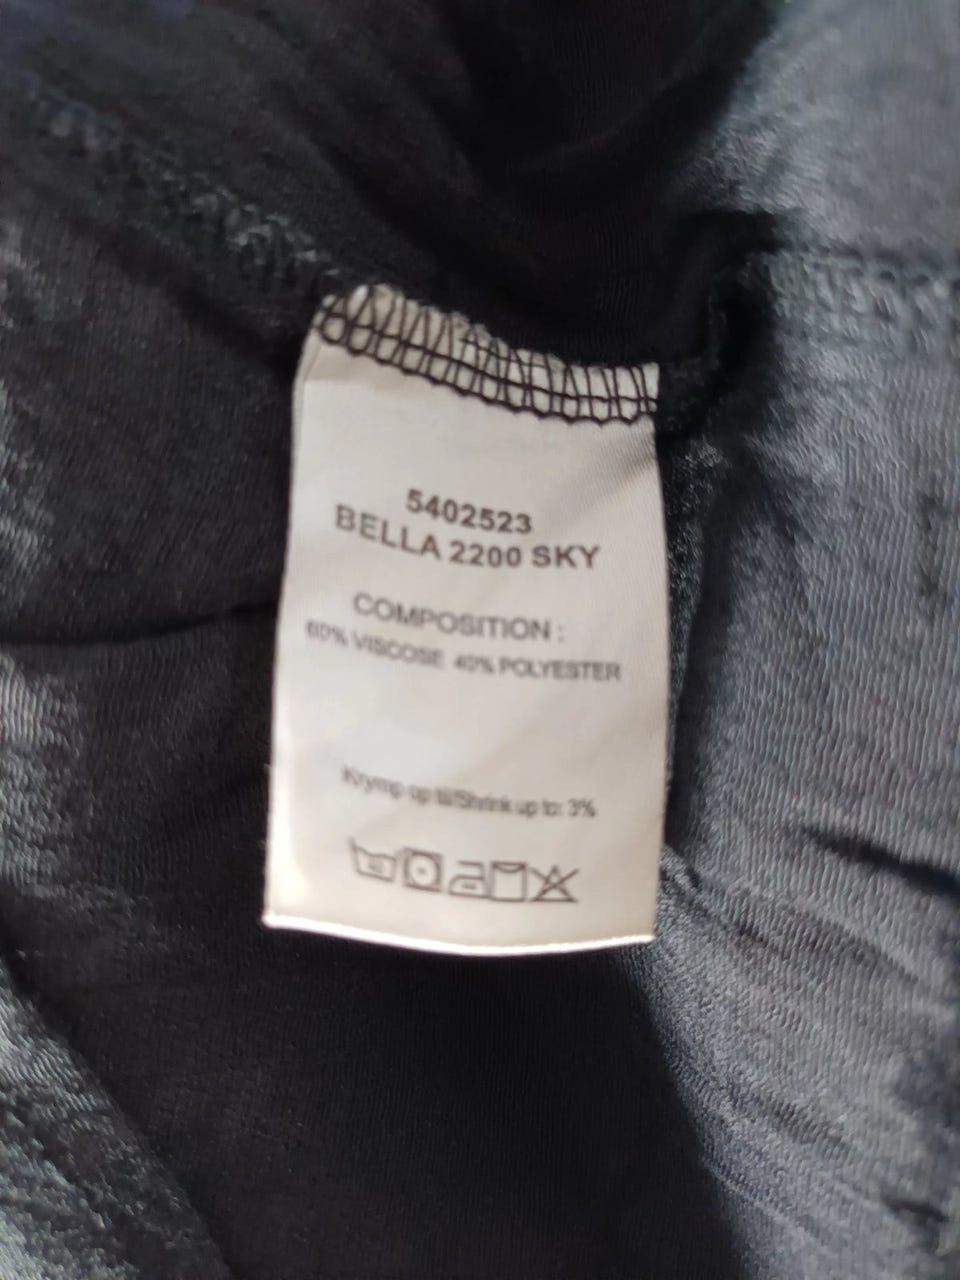 5402523
BELLA 2200 SKY
COMPOSITION :
60% VISCOSE 40% POLYESTER
Krymp op til/Shrink up to: 3%